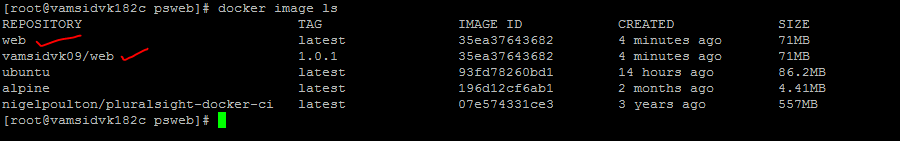 [root@vamsidvk182c psweb]# docker image ls
REPOSITORY TAG IMAGE ID CREATED SIZE
web latest 35ea37643682 4 minutes ago 71MB
vamsidvk09/web 1.0.1 35ea37643682 4 minutes ago 71MB
ubuntu latest 93fd78260bd1 14 hours ago 86.2MB
alpine latest 196d12cf6ab1 2 months ago 4.41MB
nigelpoulton/pluralsight-docker-ci latest 07e574331ce3 3 years ago 557MB
[root@vamsidvk182c psweb]#